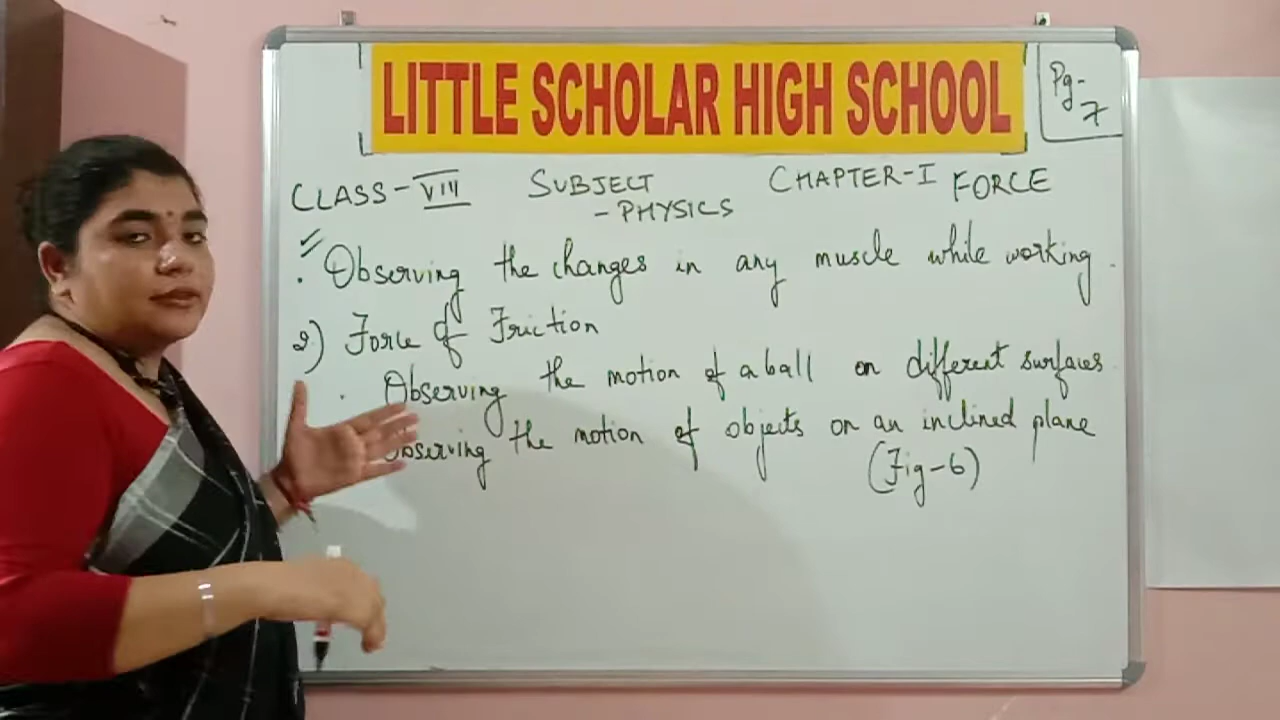 LITTLE SCHOLAR HIGH SCHOOL
Pg-
7
CLASS-VIII SUBJECT CHAPTER-I FORCE
-PHYSICS
. Observing the changes in any muscle while working.
2) Force of Friction
. Observing the motion of a ball on different surfaces
Observing the motion of objects on an inclined plane
(Fig-6)